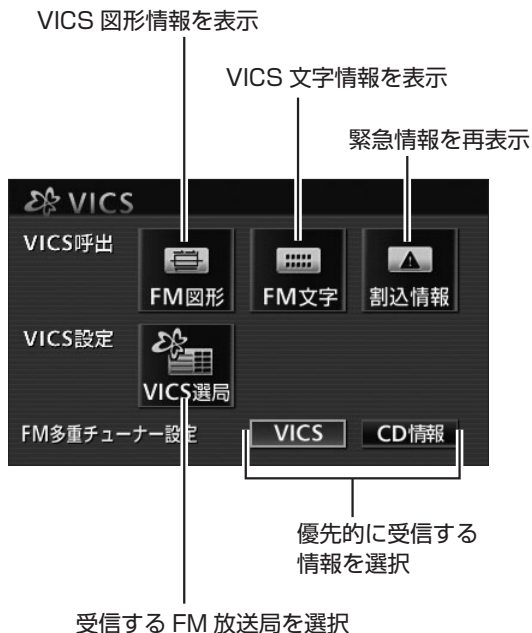 VICS 図形情報を表示
VICS 文字情報を表示
緊急情報を再表示
VICS
VICS呼出
FM図形
FM文字
割込情報
VICS設定
VICS選局
FM多重チューナー設定
VICS
CD情報
優先的に受信する
情報を選択
受信する FM 放送局を選択